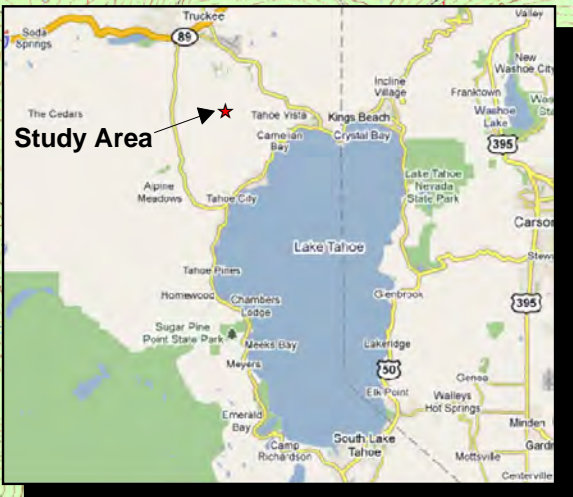 Truckee
Valley
Soda
Springs
89
New
Washoe City
Incline
Village
Franktown
Washoe
Lake
The Cedars
Tahoe Vista
Kings Beach
Study Area
Carnelian
Bay
Crystal Bay
395
Alpine
Meadows
Tahoe City
Lake Tahoe
Nevada
State Park
Carso
Lake Tahoe
Stew
Tahoe Pines
Homewood
Chambers
Lodge
Glenbrook
395
Sugar Pine
Point State Park
Meeks Bay
Lakeridge
Meyers
50
Genoa
Elk Point
Walleys
Hot Springs
Emerald
Bay
Minden
Camp
Richardson
South Lake
Tahoe
Gardn
Mottsville
Centerville